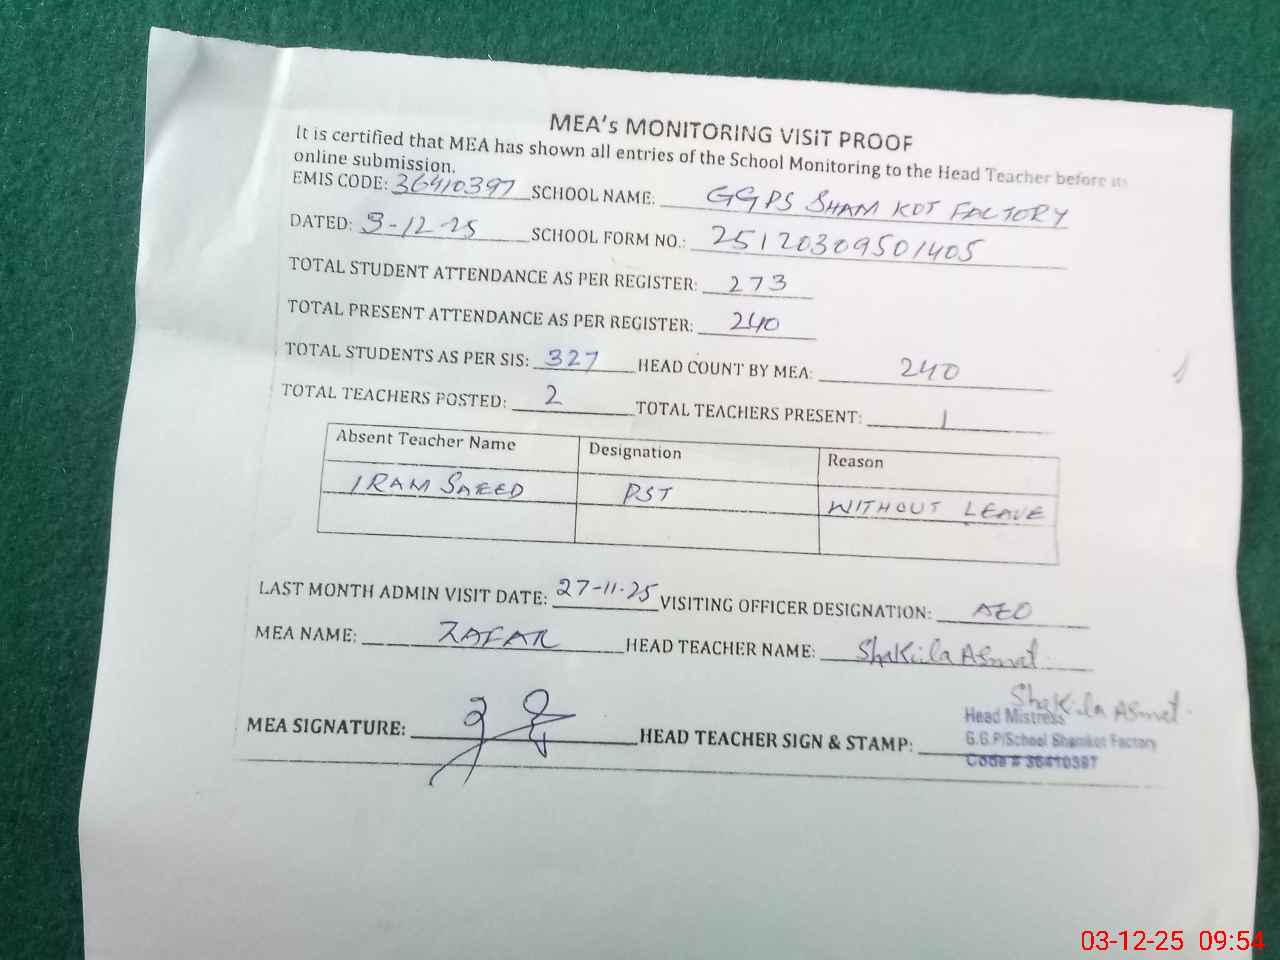 MEA's MONITORING VISIT PROOF
It is certified that MEA has shown all entries of the School Monitoring to the Head Teacher before its
online submission.
EMIS CODE: 36410397 SCHOOL NAME: GGPS SHAM KOT FACTORY
DATED: 3-12-25 SCHOOL FORM NO.: 25120309501405
TOTAL STUDENT ATTENDANCE AS PER REGISTER: 273
TOTAL PRESENT ATTENDANCE AS PER REGISTER: 240
TOTAL STUDENTS AS PER SIS: 327 HEAD COUNT BY MEA: 240
TOTAL TEACHERS POSTED: 2 TOTAL TEACHERS PRESENT: 1
Absent Teacher Name Designation Reason
IRAM SAEED PST WITHOUT LEAVE
LAST MONTH ADMIN VISIT DATE: 27-11-25 VISITING OFFICER DESIGNATION: AEO
MEA NAME: ZAFAR HEAD TEACHER NAME: Shakila Asmat
Shakila Asmat
MEA SIGNATURE: HEAD TEACHER SIGN & STAMP:
Head Mistress
G.G.P/School Shamkot Factory
Code # 36410397
03-12-25 09:54